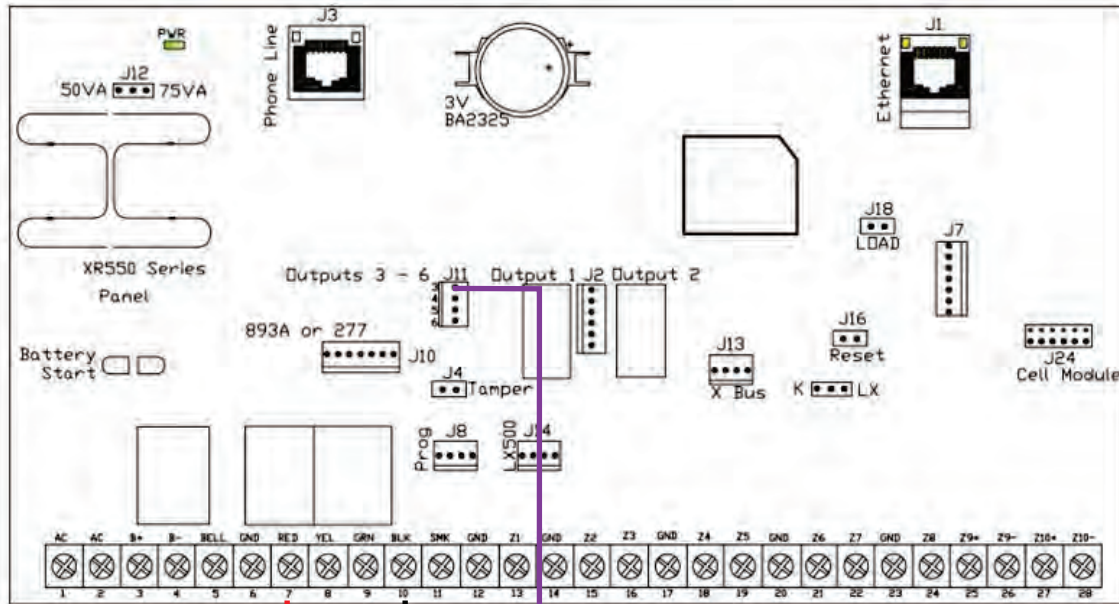 PWR
J3
J1
Phone Line
Ethernet
J12
50VA 75VA
3V
BA2325
J18
LOAD
J7
XR550 Series
Panel
Outputs 3 - 6 J11 Output 1 J2 Output 2
3
4
5
6
893A or 277
J10
J16
Reset
J13
X Bus
J24
Cell Module
Battery
Start
J4
Tamper
K LX
J8
Prog
J14
LX500
AC AC B+ B- BELL GND RED YEL GRN BLK SMK GND Z1 GND Z2 Z3 GND Z4 Z5 GND Z6 Z7 GND Z8 Z9+ Z9- Z10+ Z10-
1 2 3 4 5 6 7 8 9 10 11 12 13 14 15 16 17 18 19 20 21 22 23 24 25 26 27 28